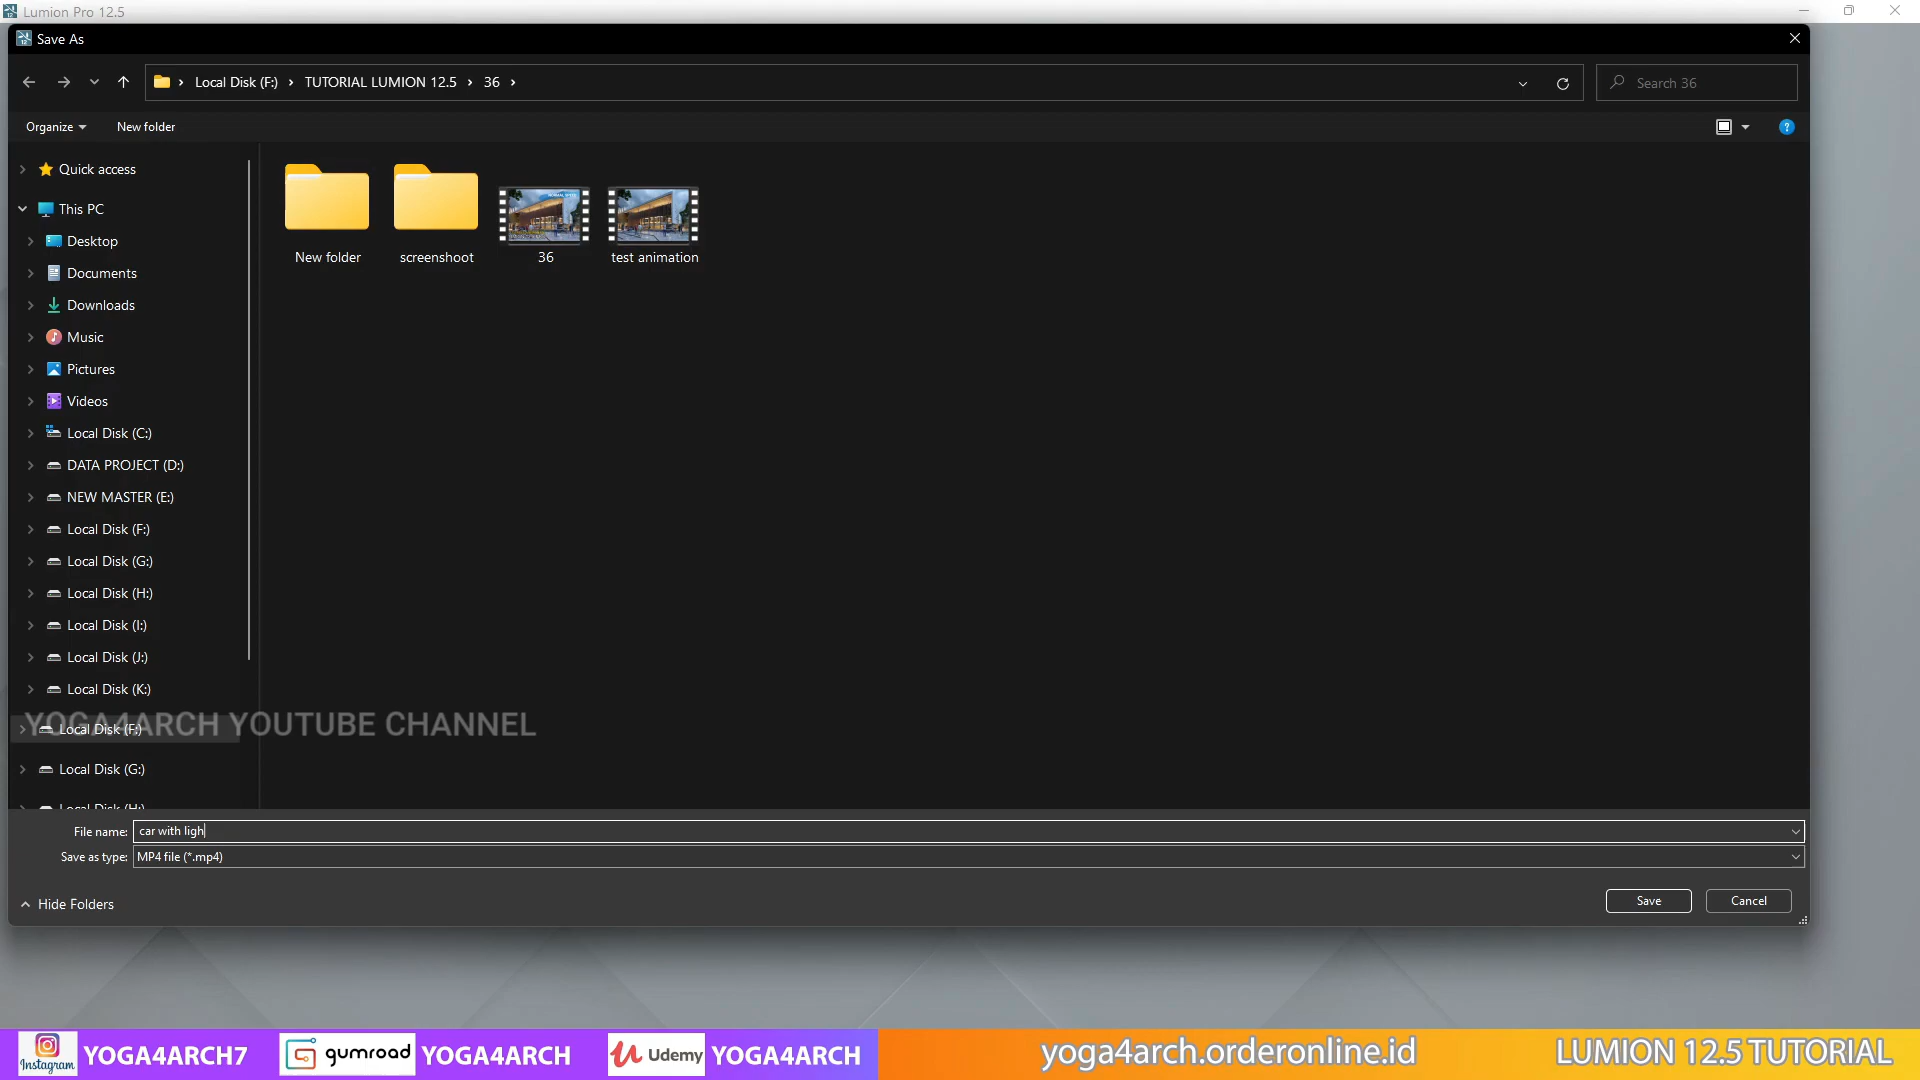 Lumion Pro 12.5
Save As
Local Disk (F:) › TUTORIAL LUMION 12.5 › 36 ›
Search 36
Organize
New folder
Quick access
This PC
Desktop
Documents
Downloads
Music
Pictures
Videos
Local Disk (C:)
DATA PROJECT (D:)
NEW MASTER (E:)
Local Disk (F:)
Local Disk (G:)
Local Disk (H:)
Local Disk (I:)
Local Disk (J:)
Local Disk (K:)
Local Disk (F:)
Local Disk (G:)
Local Disk (H:)
New folder
screenshoot
36
test animation
YOGA4ARCH YOUTUBE CHANNEL
File name: car with ligh
Save as type: MP4 file (*.mp4)
Hide Folders
Save
Cancel
Instagram YOGA4ARCH7
gumroad YOGA4ARCH
Udemy YOGA4ARCH
yoga4arch.orderonline.id
LUMION 12.5 TUTORIAL